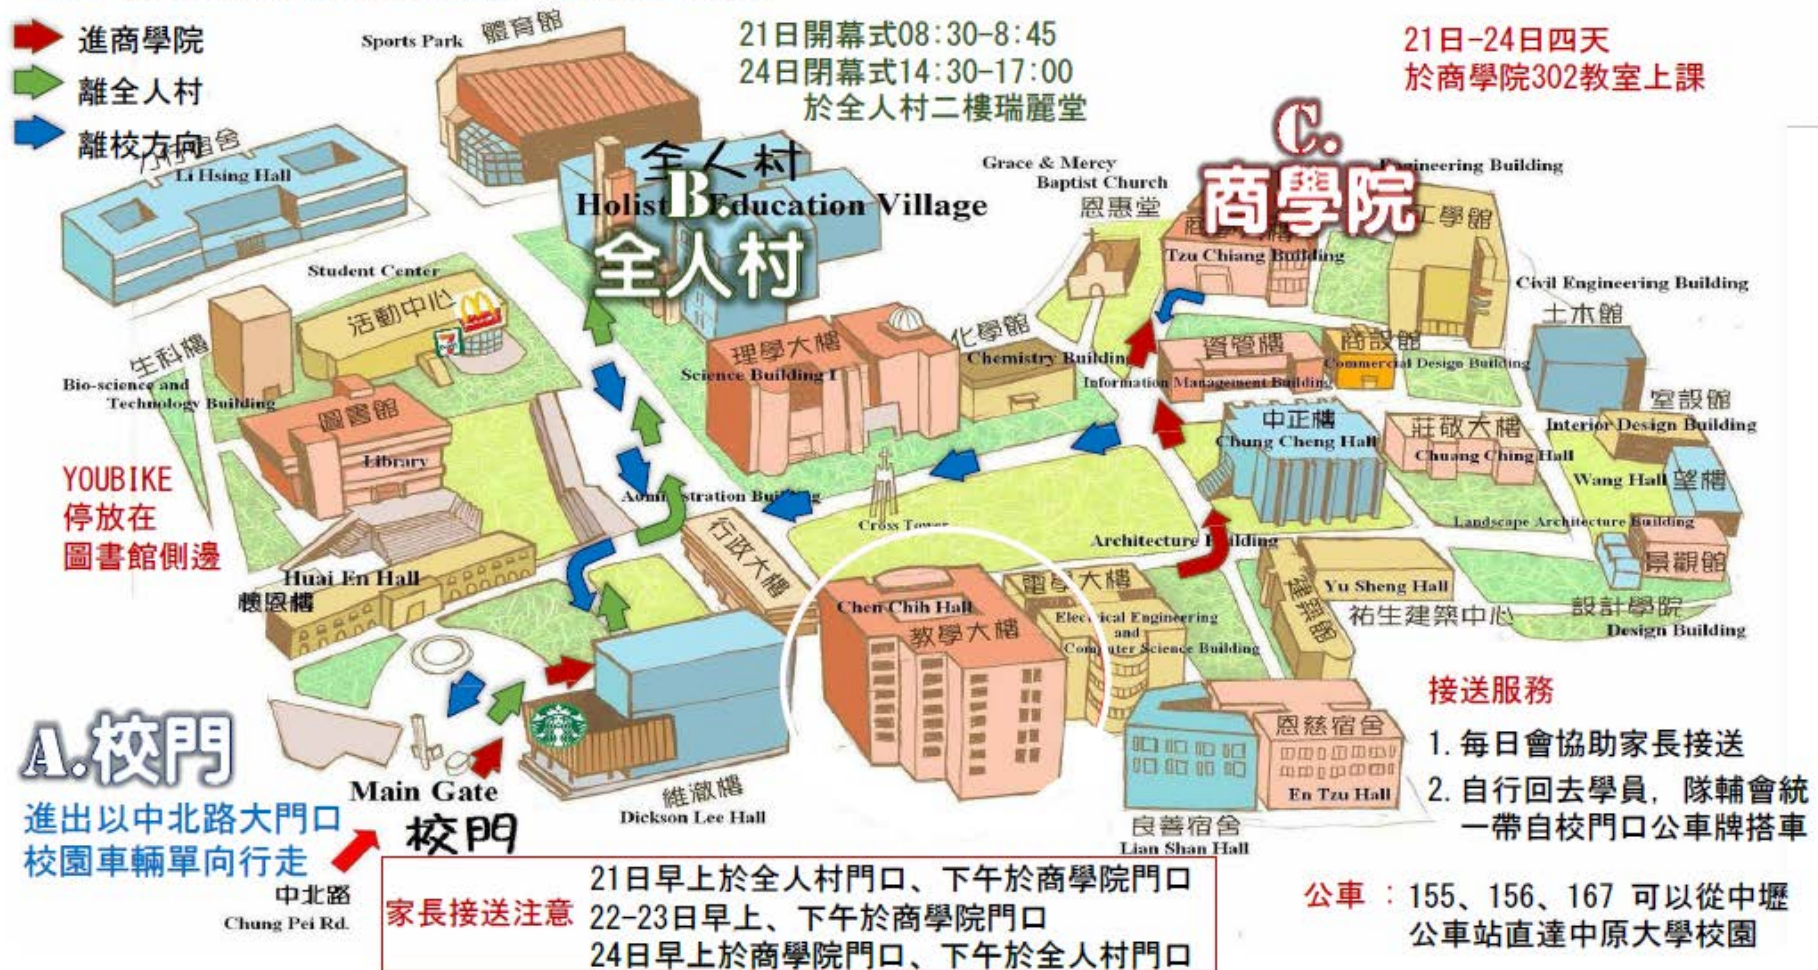 進商學院
離全人村
離校方向
Sports Park
體育館
21日開幕式08:30-8:45
24日閉幕式14:30-17:00
於全人村二樓瑞麗堂
21日-24日四天
於商學院302教室上課
宿舍
Li Hsing Hall
全人村
Holist Education Village
B.
全人村
Grace & Mercy
Baptist Church
恩惠堂
C.
商學院
Engineering Building
工學館
Tzu Chiang Building
Civil Engineering Building
土木館
Student Center
活動中心
McDonald's
生科樓
Bio-science and
Technology Building
理學大樓
Science Building I
化學館
Chemistry Building
資管樓
Information Management Building
商設館
Commercial Design Building
室設館
Interior Design Building
圖書館
Library
中正樓
Chung Cheng Hall
莊敬大樓
Chuang Ching Hall
Wang Hall
望樓
YOUBIKE
停放在
圖書館側邊
Administration Building
行政大樓
Cross Tower
Architecture Building
Landscape Architecture Building
景觀館
Huai En Hall
懷恩樓
Chen Chih Hall
教學大樓
電學大樓
Electrical Engineering
and
Computer Science Building
建築館
Yu Sheng Hall
祐生建築中心
設計學院
Design Building
A.校門
進出以中北路大門口
校園車輛單向行走
Main Gate
校門
中北路
Chung Pei Rd.
維澈樓
Dickson Lee Hall
良善宿舍
Lian Shan Hall
恩慈宿舍
En Tzu Hall
接送服務
1. 每日會協助家長接送
2. 自行回去學員，隊輔會統
一帶自校門口公車牌搭車
家長接送注意
21日早上於全人村門口、下午於商學院門口
22-23日早上、下午於商學院門口
24日早上於商學院門口、下午於全人村門口
公車：155、156、167 可以從中壢
公車站直達中原大學校園